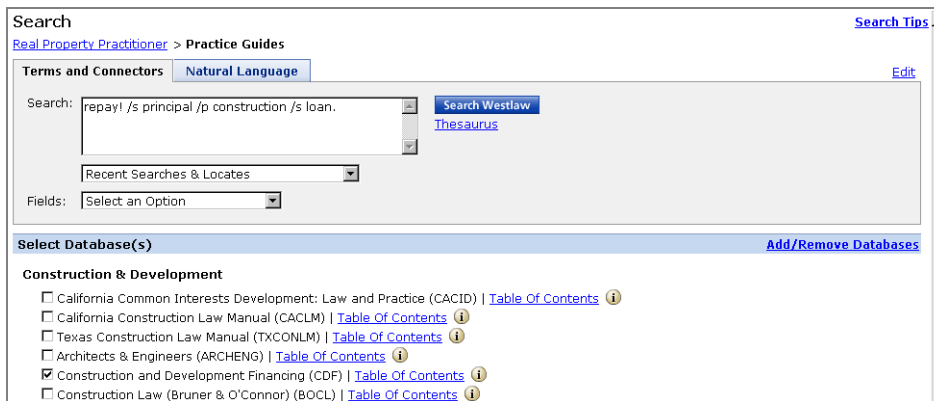 Search
Search Tips
Real Property Practitioner > Practice Guides
Terms and Connectors
Natural Language
Edit
Search:
repay! /s principal /p construction /s loan.
Search Westlaw
Thesaurus
Recent Searches & Locates
Fields:
Select an Option
Select Database(s)
Add/Remove Databases
Construction & Development
California Common Interests Development: Law and Practice (CACID) | Table Of Contents
California Construction Law Manual (CACLM) | Table Of Contents
Texas Construction Law Manual (TXCONLM) | Table Of Contents
Architects & Engineers (ARCHENG) | Table Of Contents
Construction and Development Financing (CDF) | Table Of Contents
Construction Law (Bruner & O'Connor) (BOCL) | Table Of Contents